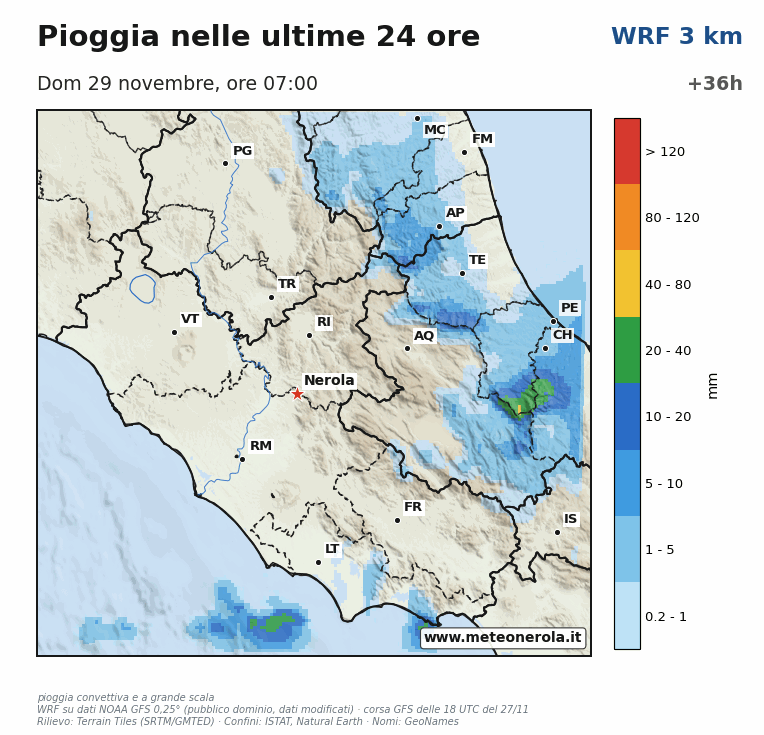 Pioggia nelle ultime 24 ore
WRF 3 km
Dom 29 novembre, ore 07:00
+36h
MC
FM
PG
AP
TE
TR
PE
VT
RI
AQ
CH
Nerola
RM
FR
IS
LT
www.meteonerola.it
> 120
80 - 120
40 - 80
20 - 40
10 - 20
5 - 10
1 - 5
0.2 - 1
mm
pioggia convettiva e a grande scala
WRF su dati NOAA GFS 0,25° (pubblico dominio, dati modificati) · corsa GFS delle 18 UTC del 27/11
Rilievo: Terrain Tiles (SRTM/GMTED) · Confini: ISTAT, Natural Earth · Nomi: GeoNames